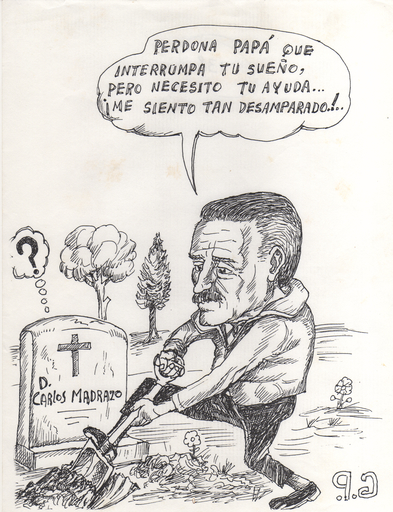 PERDONA PAPÁ QUE
INTERRUMPA TU SUEÑO,
PERO NECESITO TU AYUDA...
¡ME SIENTO TAN DESAMPARADO!..
?
D.
CARLOS MADRAZO
G.P.